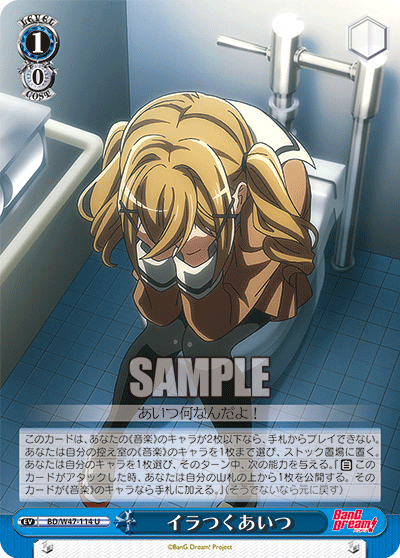 LEVEL
1
0
COST
SAMPLE
あいつ何なんだよ！
このカードは、あなたの《音楽》のキャラが2枚以下なら、手札からプレイできない。
あなたは自分の控え室の《音楽》のキャラを1枚まで選び、ストック置場に置く。
あなたは自分のキャラを1枚選び、そのターン中、次の能力を与える。『自 こ
のカードがアタックした時、あなたは自分の山札の上から1枚を公開する。それ
が《音楽》のキャラなら手札に加える。』（そうでないなら元に戻す）
EV BD/W47-114 U イラつくあいつ BanG Dream!
©BanG Dream! Project